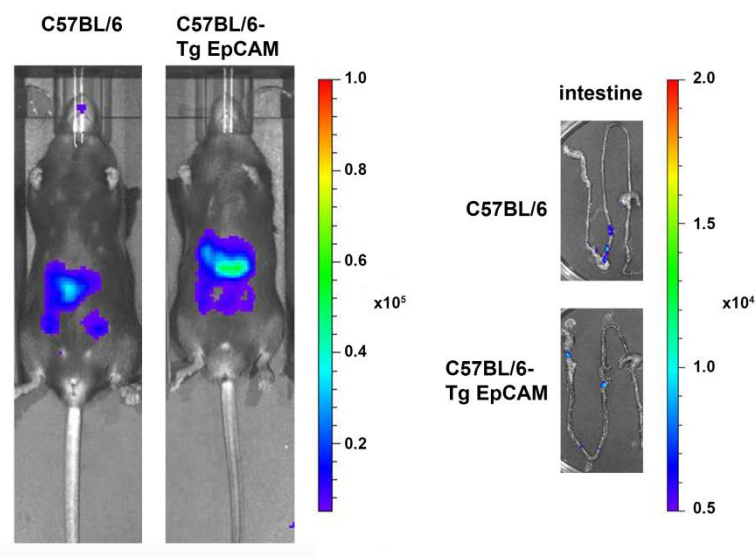 C57BL/6
C57BL/6-
Tg EpCAM
1.0
0.8
0.6
x10⁵
0.4
0.2
intestine
C57BL/6
C57BL/6-
Tg EpCAM
2.0
1.5
x10⁴
1.0
0.5